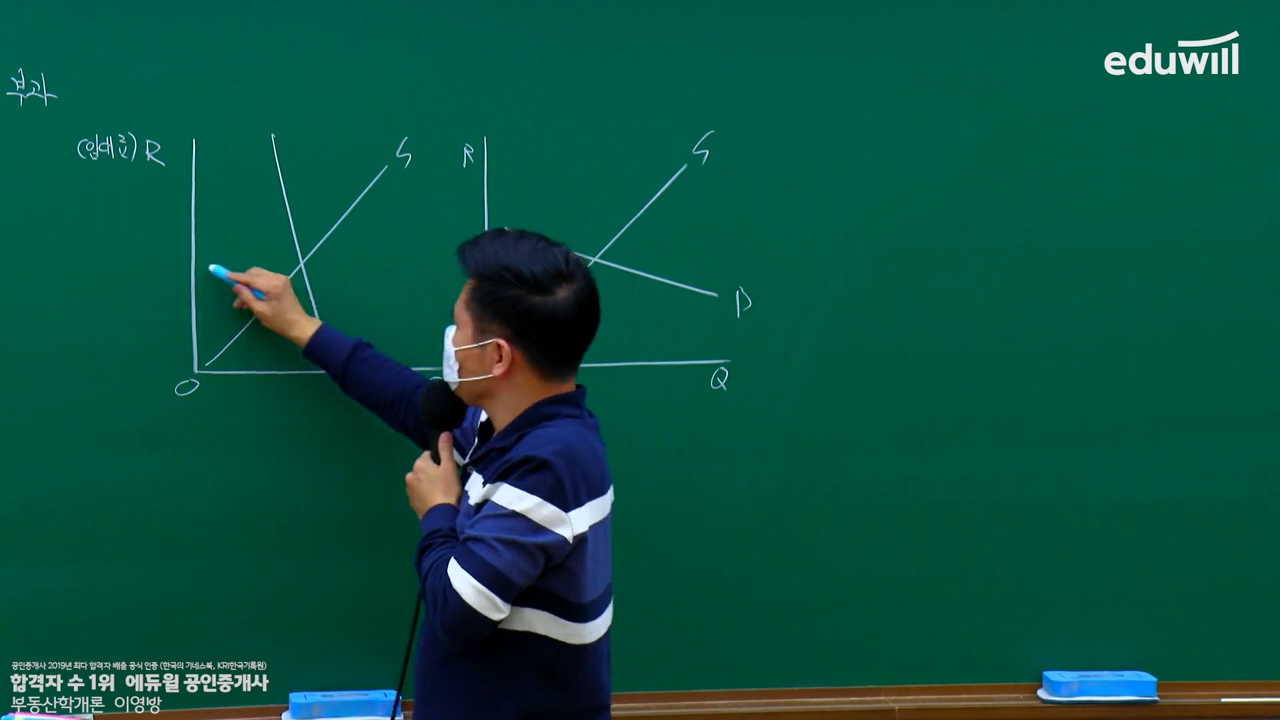 eduwill
부과
(임대료) R
S
R
S
D
O
Q
공인중개사 2019년 최다 합격자 배출 공식 인증 (한국의 기네스북, KRI한국기록원)
합격자 수 1위 에듀윌 공인중개사
부동산학개론 이영방